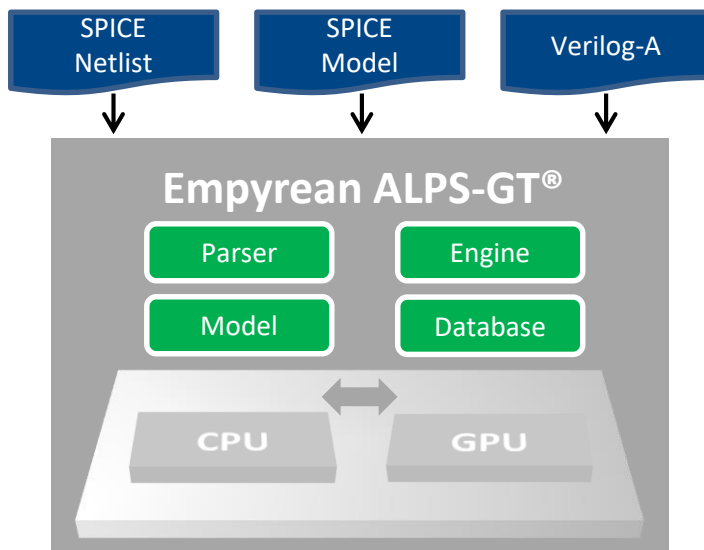 SPICE
Netlist
SPICE
Model
Verilog-A
Empyrean ALPS-GT®
Parser
Engine
Model
Database
CPU
GPU